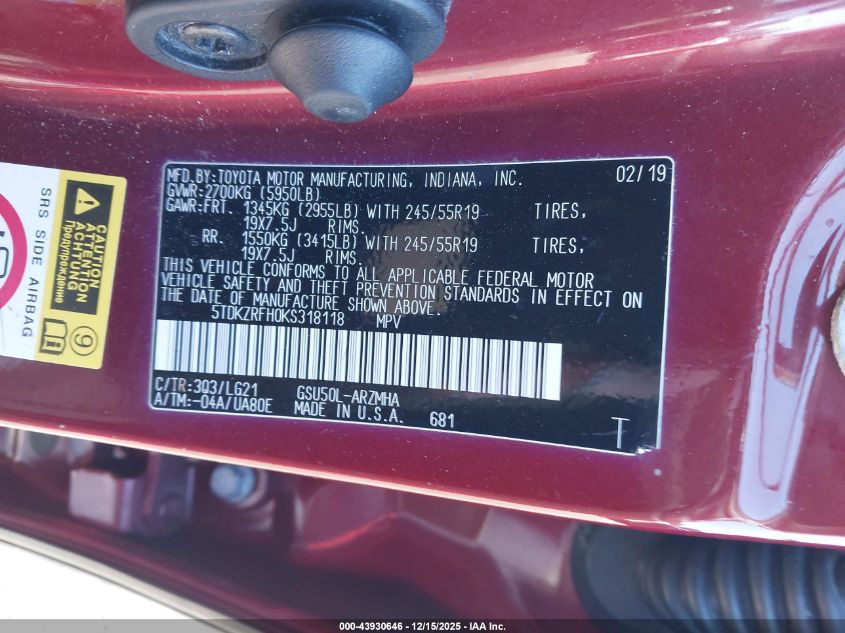 MFD.BY:TOYOTA MOTOR MANUFACTURING, INDIANA, INC. 02/19
GVWR:2700KG (5950LB)
GAWR:FRT. 1345KG (2955LB) WITH 245/55R19 TIRES,
19X7.5J RIMS.
RR. 1550KG (3415LB) WITH 245/55R19 TIRES,
19X7.5J RIMS.
THIS VEHICLE CONFORMS TO ALL APPLICABLE FEDERAL MOTOR
VEHICLE SAFETY AND THEFT PREVENTION STANDARDS IN EFFECT ON
THE DATE OF MANUFACTURE SHOWN ABOVE.
5TDKZRFH0KS318118 MPV
C/TR:3Q3/LG21 GSU50L-ARZMHA
A/TM:-04A/UA80E MADE IN U.S.A. 681 T
SRS SIDE AIRBAG
CAUTION
ATTENTION
ACHTUNG
Предупреждение
9
000-43930646 - 12/15/2025 - IAA Inc.